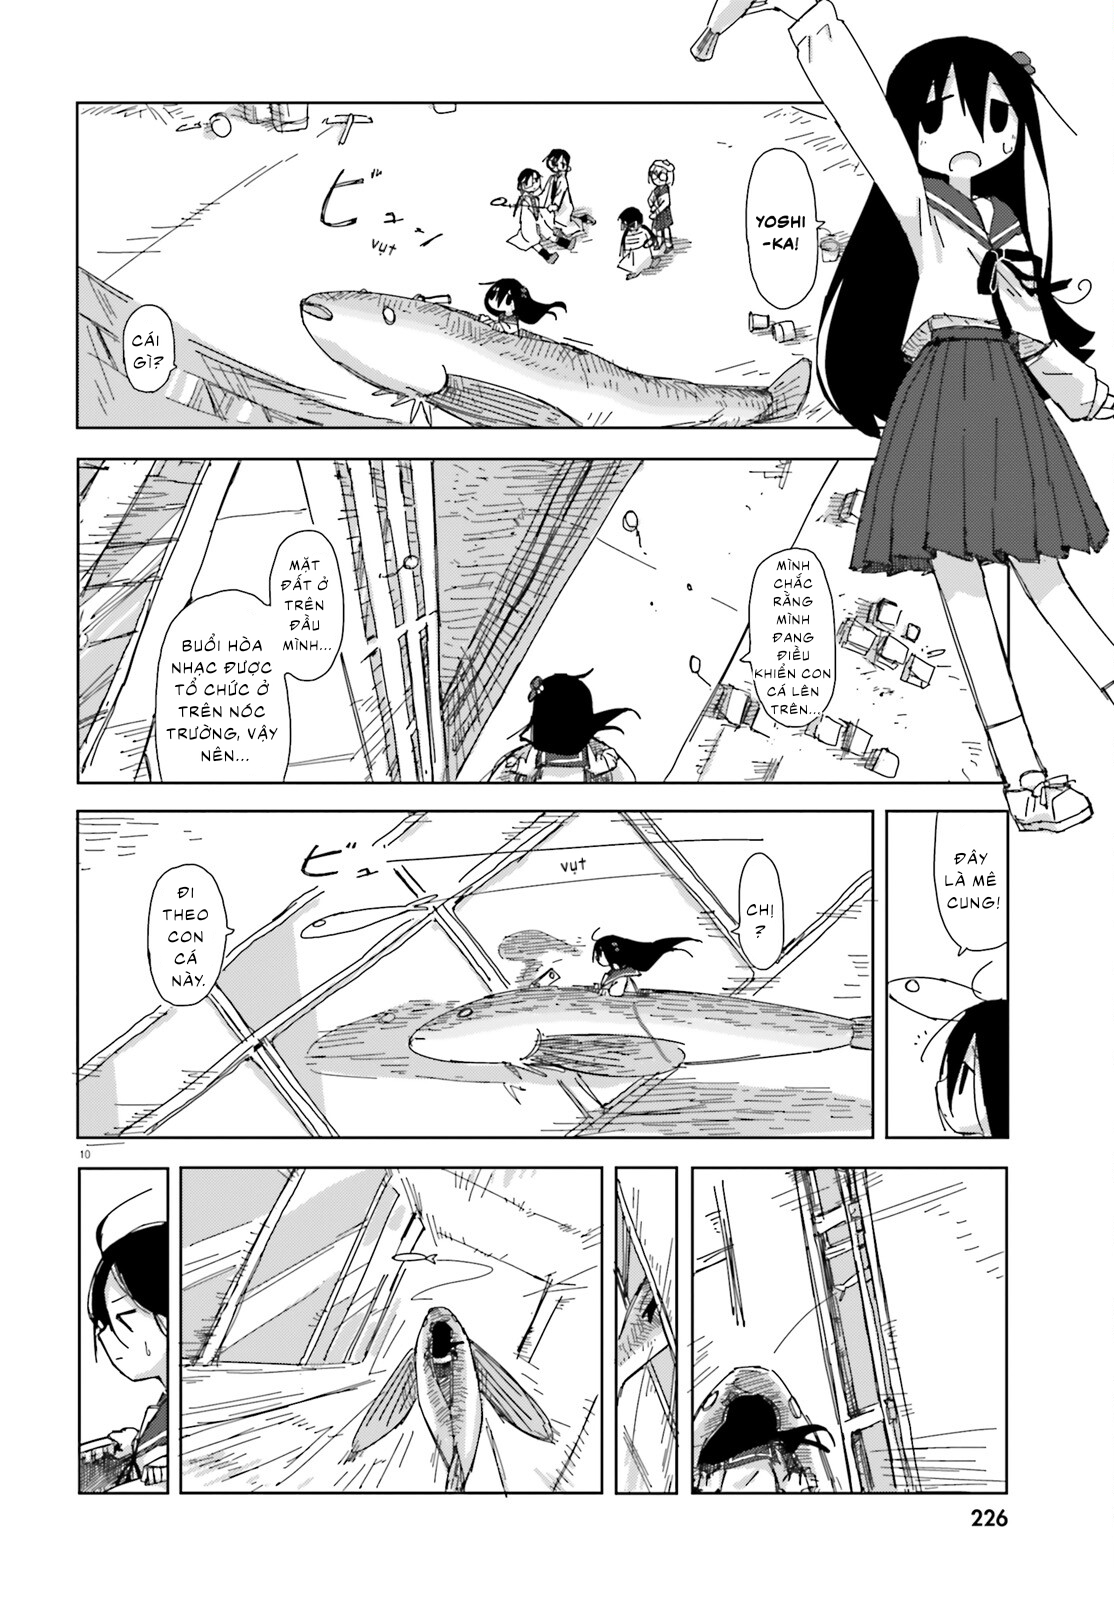 YOSHI
-KA!
ビュン
vụt
CÁI
GÌ?
MÌNH
CHẮC
RẰNG
MÌNH
ĐANG
ĐIỀU
KHIỂN CON
CÁ LÊN
TRÊN...
MẶT
ĐẤT Ở
TRÊN
ĐẦU
MÌNH...
BUỔI HÒA
NHẠC ĐƯỢC
TỔ CHỨC Ở
TRÊN NÓC
TRƯỜNG, VẬY
NÊN...
ĐÂY
LÀ MÊ
CUNG!
CHỊ
?
ビュ
vụt
ĐI
THEO
CON
CÁ
NÀY.
10
226